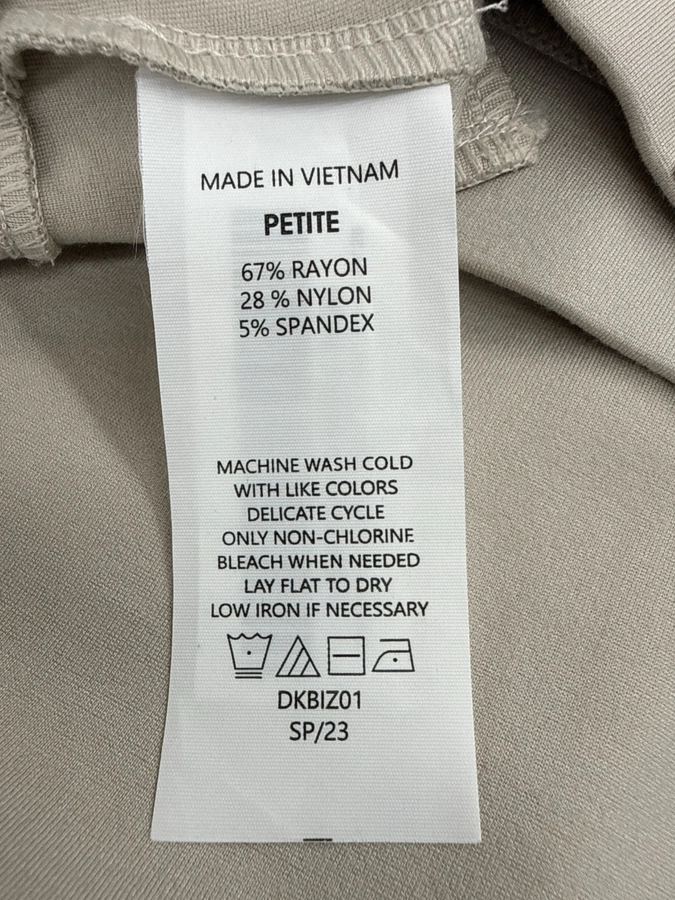 MADE IN VIETNAM
PETITE
67% RAYON
28 % NYLON
5% SPANDEX
MACHINE WASH COLD
WITH LIKE COLORS
DELICATE CYCLE
ONLY NON-CHLORINE
BLEACH WHEN NEEDED
LAY FLAT TO DRY
LOW IRON IF NECESSARY
DKBIZ01
SP/23